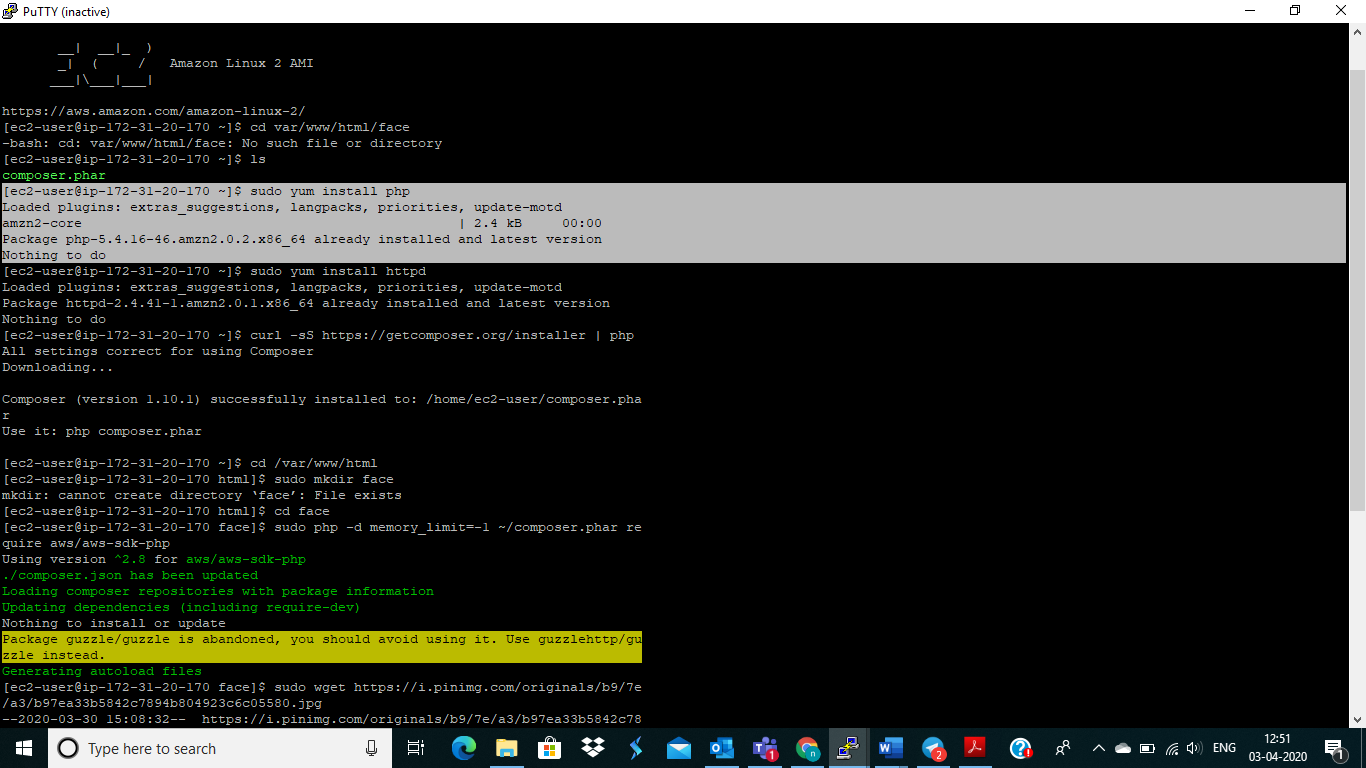 PuTTY (inactive)
__|  __|_  )
_|  (     /   Amazon Linux 2 AMI
___|\___|___|
https://aws.amazon.com/amazon-linux-2/
[ec2-user@ip-172-31-20-170 ~]$ cd var/www/html/face
-bash: cd: var/www/html/face: No such file or directory
[ec2-user@ip-172-31-20-170 ~]$ ls
composer.phar
[ec2-user@ip-172-31-20-170 ~]$ sudo yum install php
Loaded plugins: extras_suggestions, langpacks, priorities, update-motd
amzn2-core                                               | 2.4 kB     00:00
Package php-5.4.16-46.amzn2.0.2.x86_64 already installed and latest version
Nothing to do
[ec2-user@ip-172-31-20-170 ~]$ sudo yum install httpd
Loaded plugins: extras_suggestions, langpacks, priorities, update-motd
Package httpd-2.4.41-1.amzn2.0.1.x86_64 already installed and latest version
Nothing to do
[ec2-user@ip-172-31-20-170 ~]$ curl -sS https://getcomposer.org/installer | php
All settings correct for using Composer
Downloading...
Composer (version 1.10.1) successfully installed to: /home/ec2-user/composer.pha
r
Use it: php composer.phar
[ec2-user@ip-172-31-20-170 ~]$ cd /var/www/html
[ec2-user@ip-172-31-20-170 html]$ sudo mkdir face
mkdir: cannot create directory ‘face’: File exists
[ec2-user@ip-172-31-20-170 html]$ cd face
[ec2-user@ip-172-31-20-170 face]$ sudo php -d memory_limit=-1 ~/composer.phar re
quire aws/aws-sdk-php
Using version ^2.8 for aws/aws-sdk-php
./composer.json has been updated
Loading composer repositories with package information
Updating dependencies (including require-dev)
Nothing to install or update
Package guzzle/guzzle is abandoned, you should avoid using it. Use guzzlehttp/gu
zzle instead.
Generating autoload files
[ec2-user@ip-172-31-20-170 face]$ sudo wget https://i.pinimg.com/originals/b9/7e
/a3/b97ea33b5842c7894b804923c6c05580.jpg
--2020-03-30 15:08:32--  https://i.pinimg.com/originals/b9/7e/a3/b97ea33b5842c78
Type here to search
1
n
2
ENG
12:51
03-04-2020
1